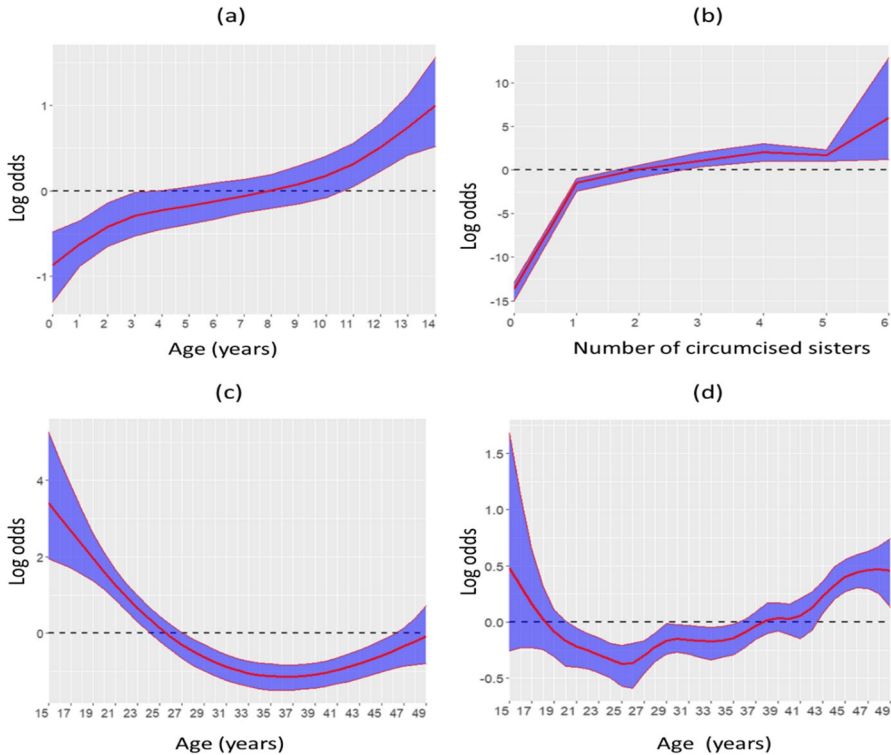 (a)
Log odds
1
0
-1
0 1 2 3 4 5 6 7 8 9 10 11 12 13 14
Age (years)
(b)
Log odds
10
5
0
-5
-10
-15
0 1 2 3 4 5 6
Number of circumcised sisters
(c)
Log odds
4
2
0
15 17 19 21 23 25 27 29 31 33 35 37 39 41 43 45 47 49
Age (years)
(d)
Log odds
1.5
1.0
0.5
0.0
-0.5
15 17 19 21 23 25 27 29 31 33 35 37 39 41 43 45 47 49
Age (years)